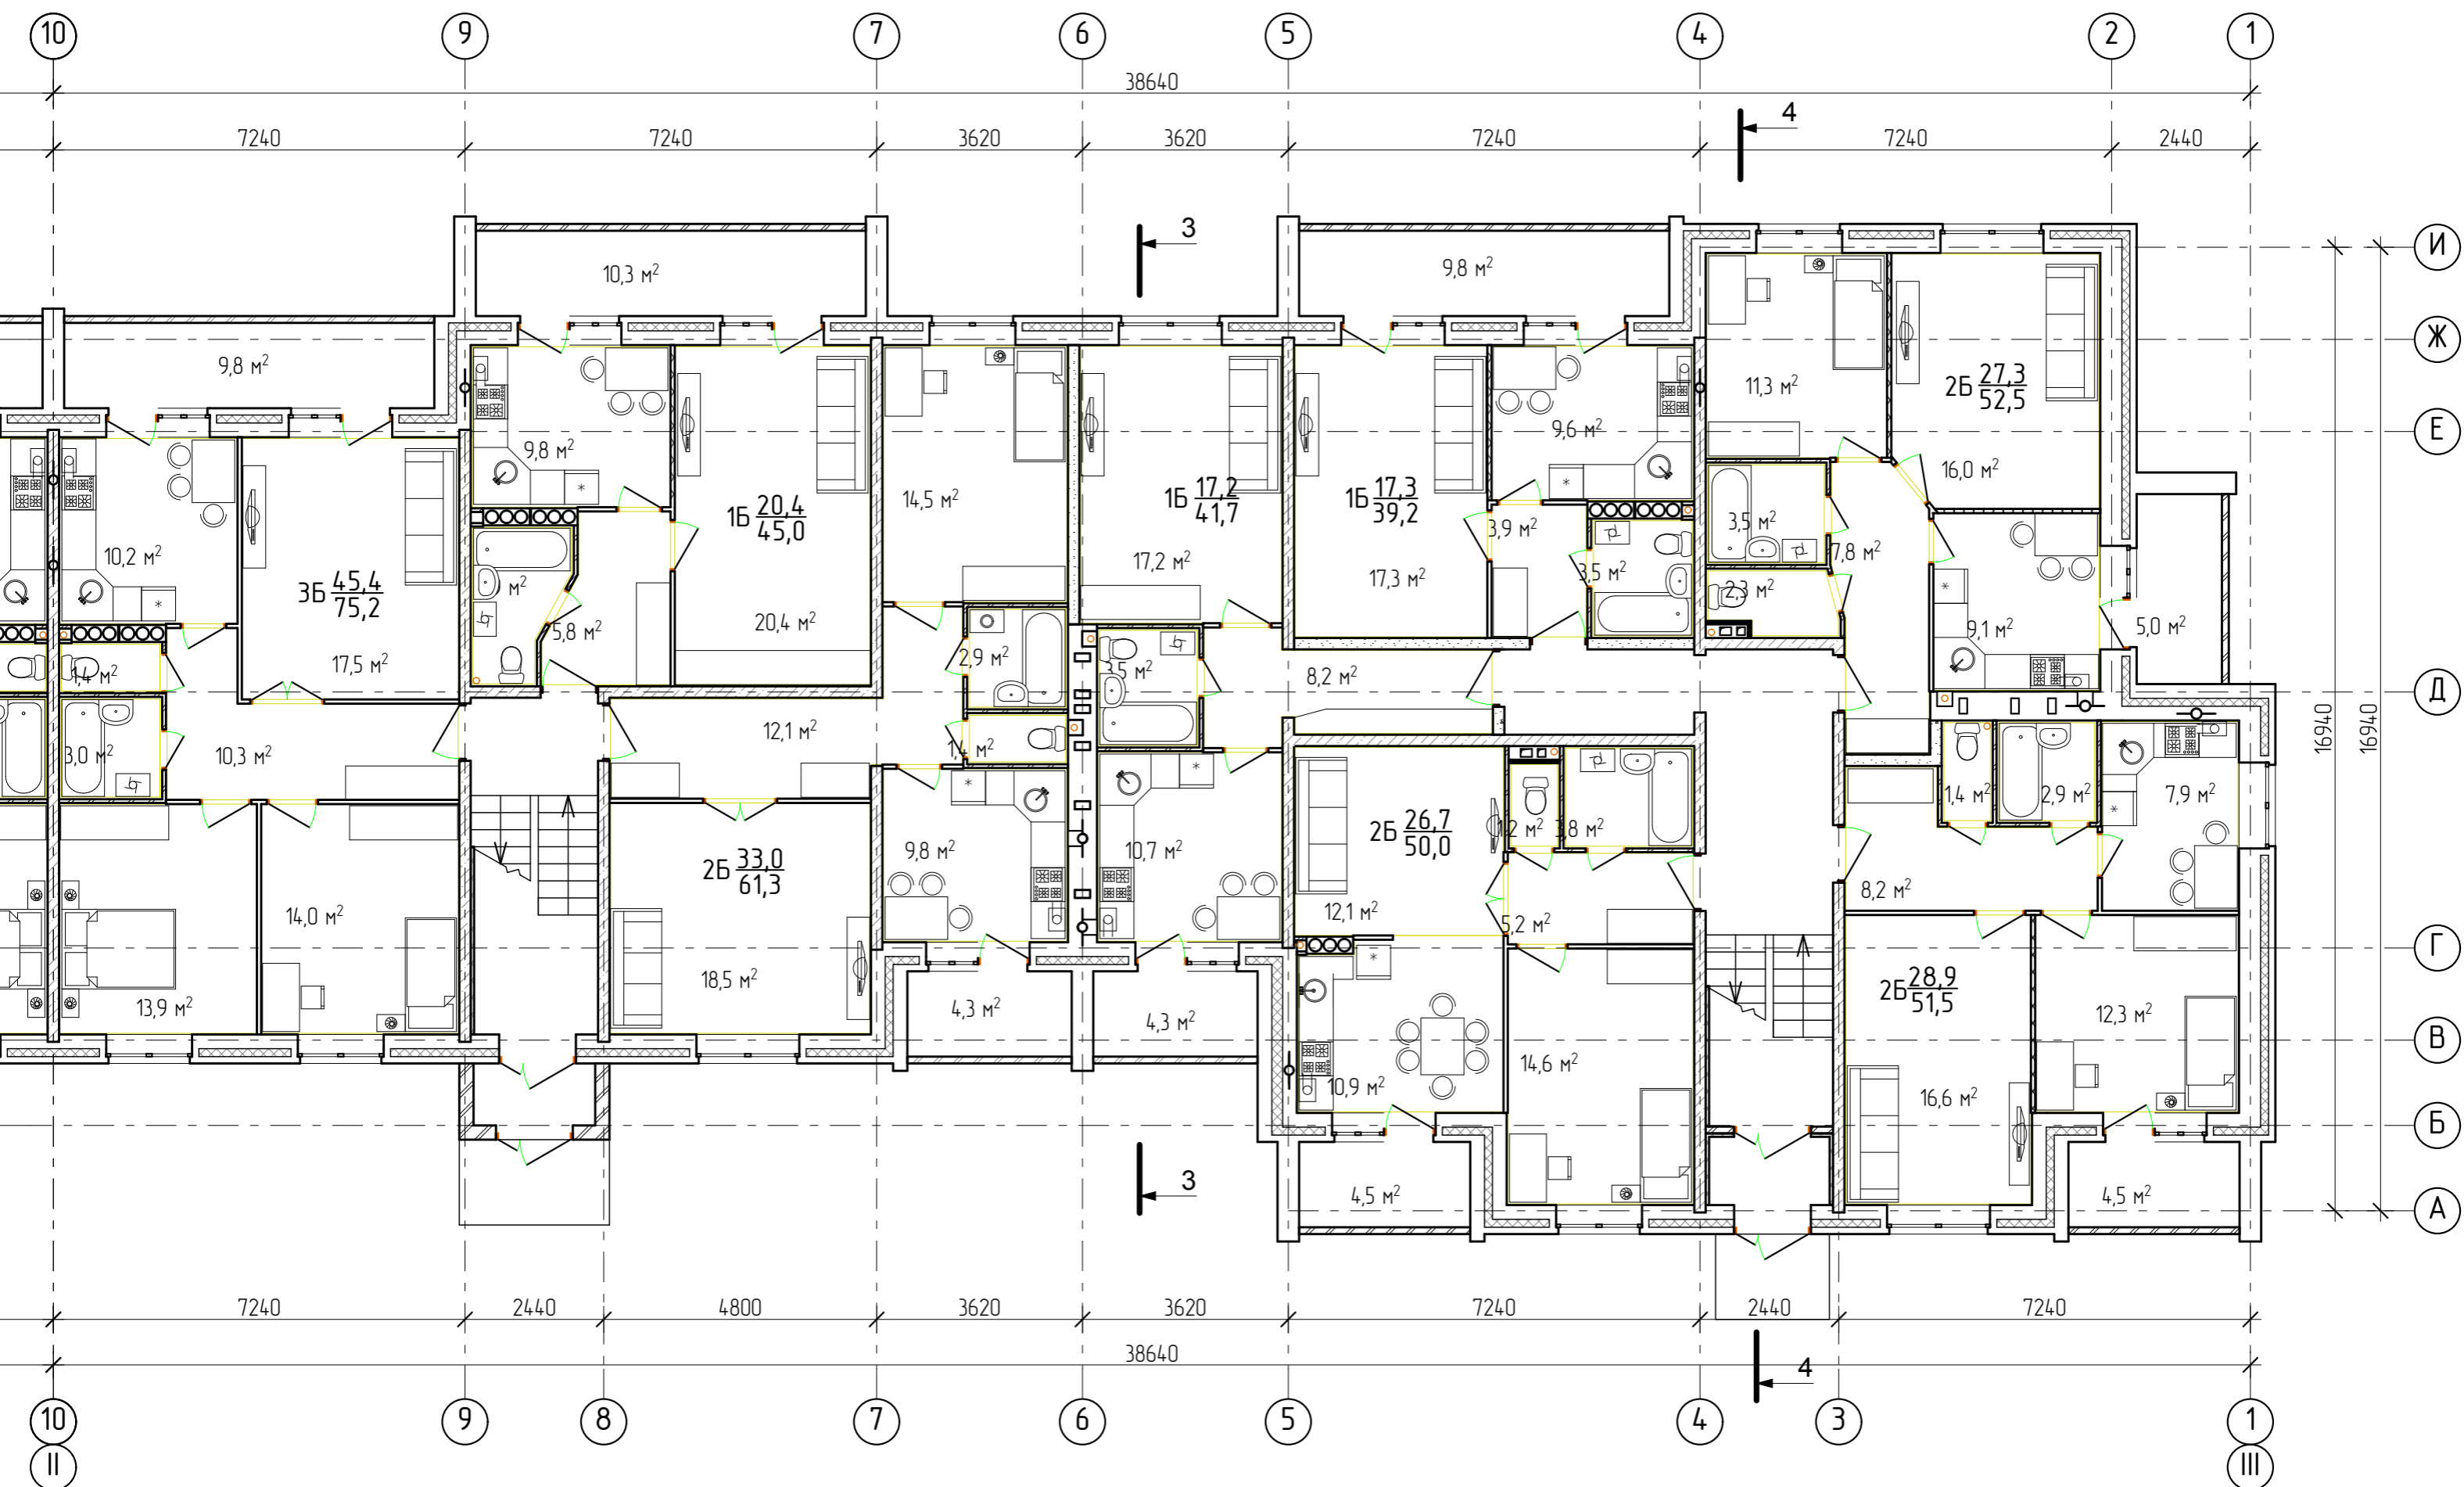 10 9 7 6 5 4 2 1
38640
7240 7240 3620 3620 7240 7240 2440
4
3
И
10,3 м²
9,8 м²
Ж
9,8 м²
11,3 м²
2Б 27,3
52,5
Е
9,8 м²
9,6 м²
16,0 м²
14,5 м²
1Б 20,4
45,0
1Б 17,2
41,7
1Б 17,3
39,2
3,9 м²
3,5 м²
10,2 м²
7,8 м²
17,2 м²
17,3 м²
3,5 м²
3Б 45,4
75,2
м²
2,3 м²
20,4 м²
5,8 м²
9,1 м²
5,0 м²
17,5 м²
2,9 м²
3,5 м²
1,4 м²
8,2 м²
Д
12,1 м²
16940
16940
10,3 м²
3,0 м²
1,4 м²
1,4 м²
2,9 м²
7,9 м²
2Б 26,7
50,0
1,2 м²
3,8 м²
9,8 м²
10,7 м²
2Б 33,0
61,3
8,2 м²
14,0 м²
12,1 м²
5,2 м²
Г
18,5 м²
2Б 28,9
51,5
13,9 м²
4,3 м²
4,3 м²
12,3 м²
В
14,6 м²
10,9 м²
16,6 м²
Б
3
4,5 м²
4,5 м²
А
7240 2440 4800 3620 3620 7240 2440 7240
38640
4
10 9 8 7 6 5 4 3 1
II III